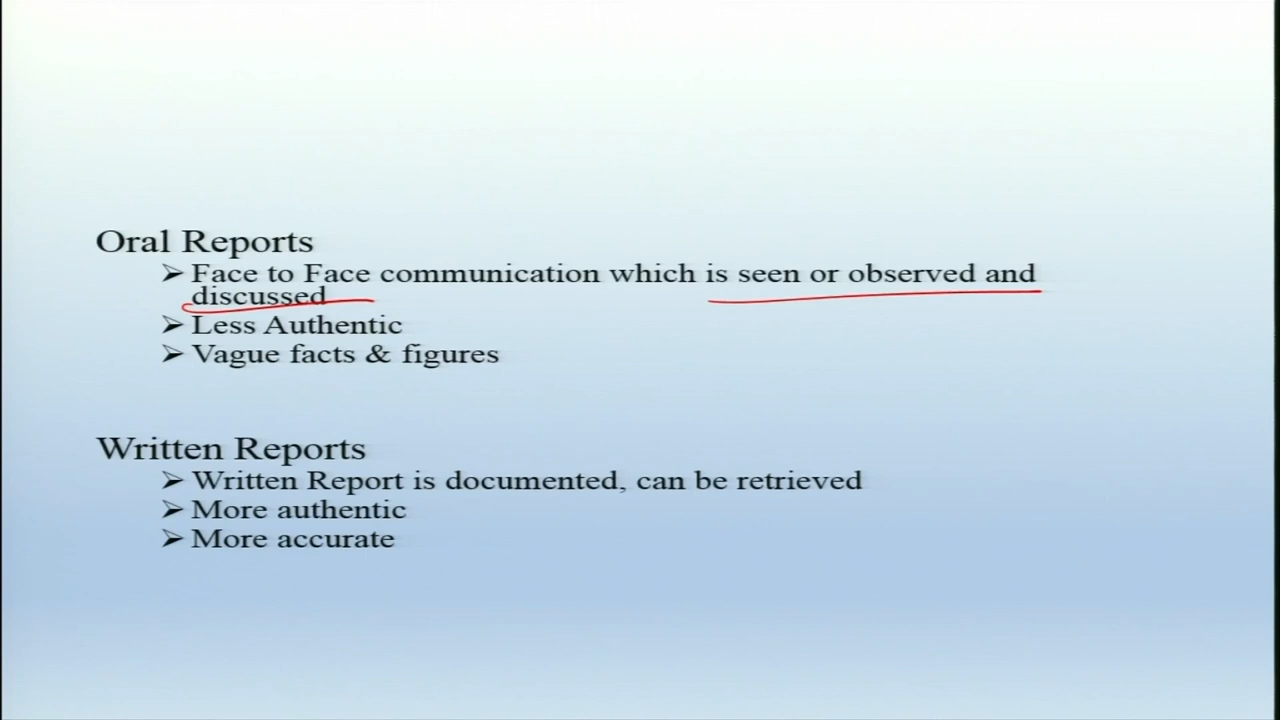 Oral Reports
➢ Face to Face communication which is seen or observed and
discussed
➢ Less Authentic
➢ Vague facts & figures
Written Reports
➢ Written Report is documented, can be retrieved
➢ More authentic
➢ More accurate